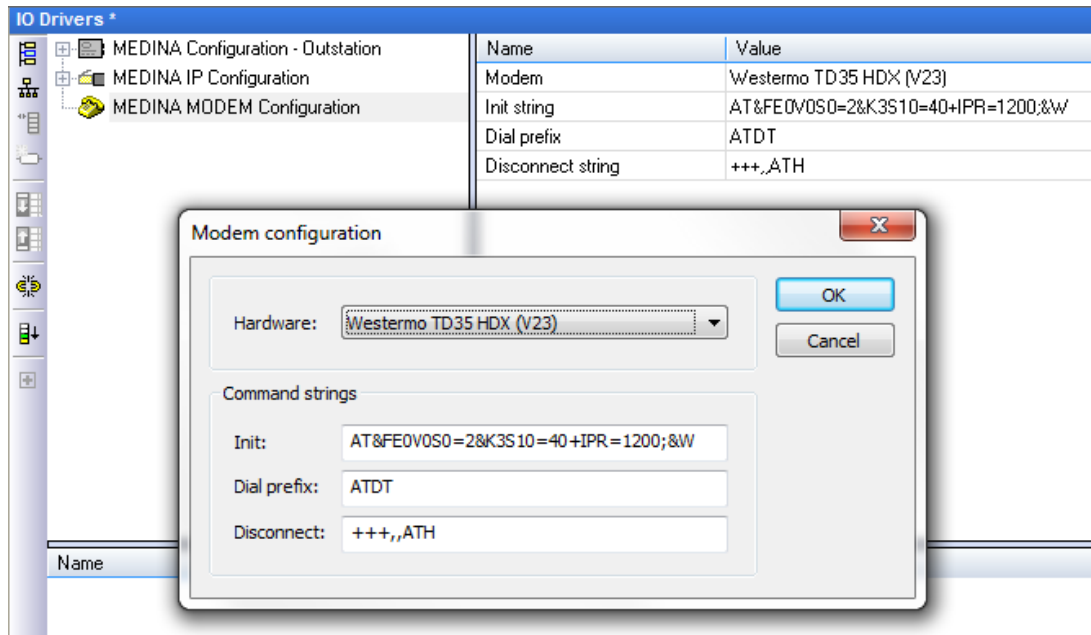 IO Drivers *
MEDINA Configuration - Outstation
MEDINA IP Configuration
MEDINA MODEM Configuration
Name Value
Modem Westermo TD35 HDX (V23)
Init string AT&FE0V0S0=2&K3S10=40+IPR=1200;&W
Dial prefix ATDT
Disconnect string +++,,ATH
Modem configuration
Hardware: Westermo TD35 HDX (V23)
OK
Cancel
Command strings
Init: AT&FE0V0S0=2&K3S10=40+IPR=1200;&W
Dial prefix: ATDT
Disconnect: +++,,ATH
Name